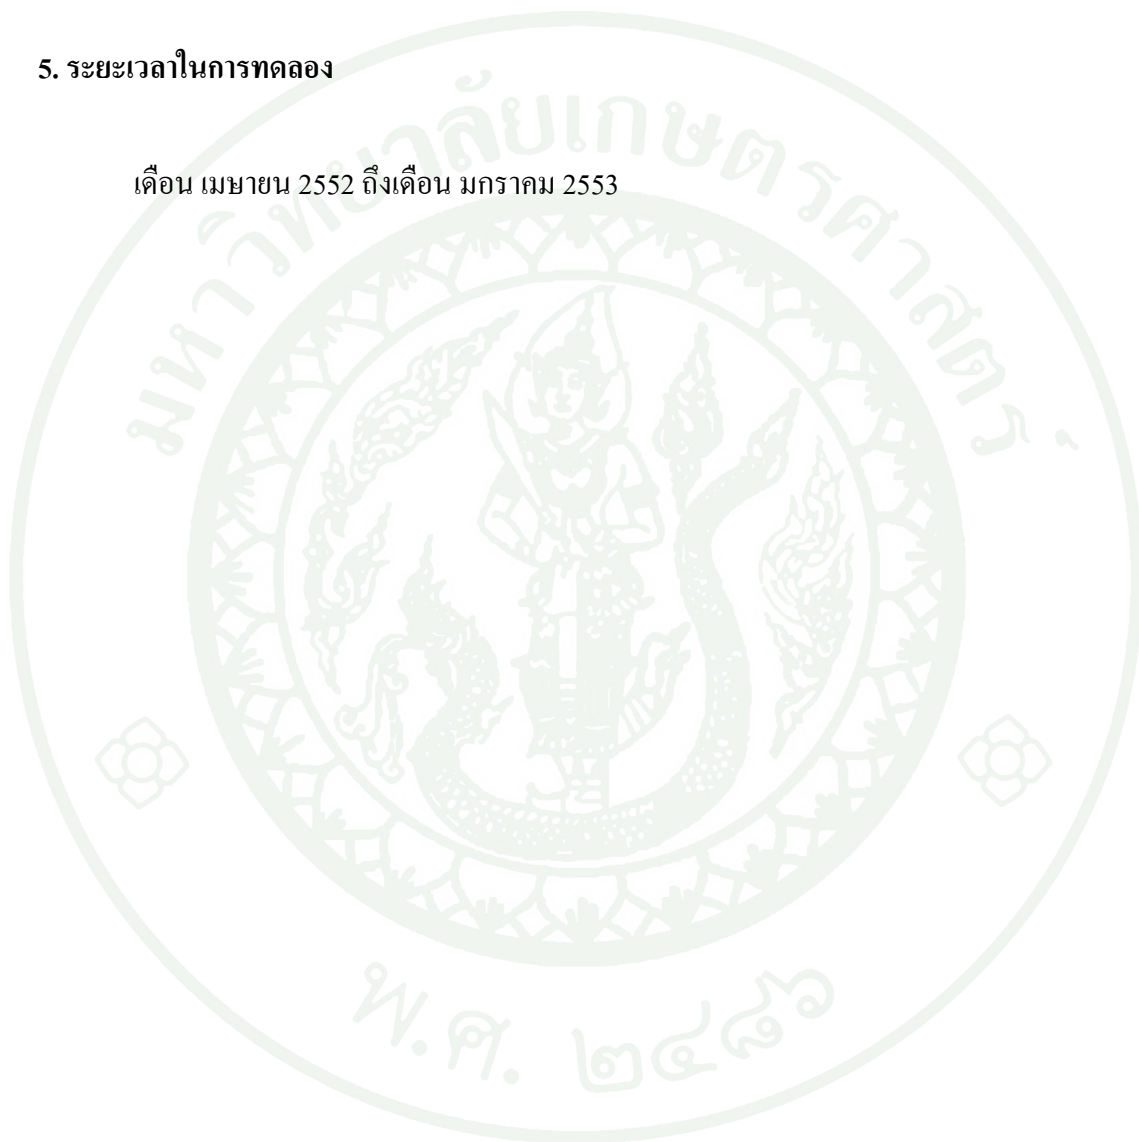 5. ระยะเวลาในการทดลอง
เดือน เมษายน 2552 ถึงเดือน มกราคม 2553
มหาวิทยาลัยเกษตรศาสตร์
พ.ศ. ๒๔๘๖